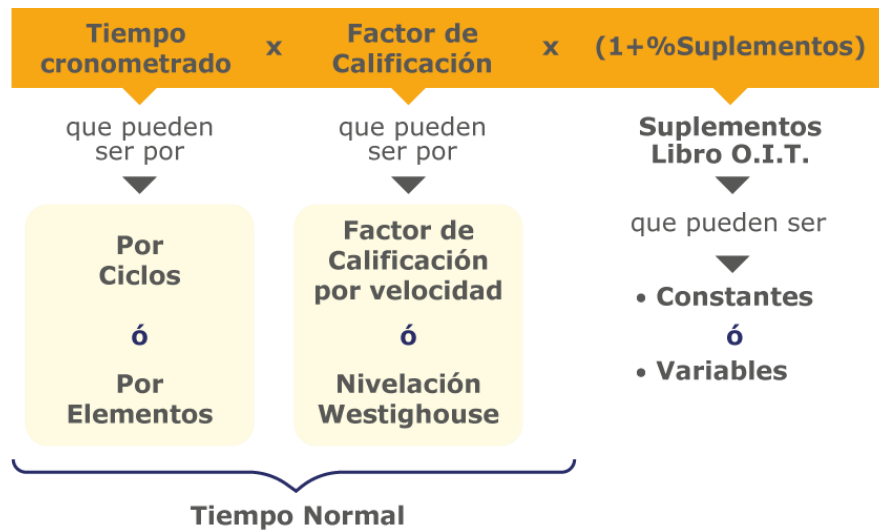 Tiempo
cronometrado
x
Factor de
Calificación
x
(1+%Suplementos)
que pueden
ser por
Por
Ciclos
ó
Por
Elementos
que pueden
ser por
Factor de
Calificación
por velocidad
ó
Nivelación
Westighouse
Suplementos
Libro O.I.T.
que pueden ser
• Constantes
ó
• Variables
Tiempo Normal